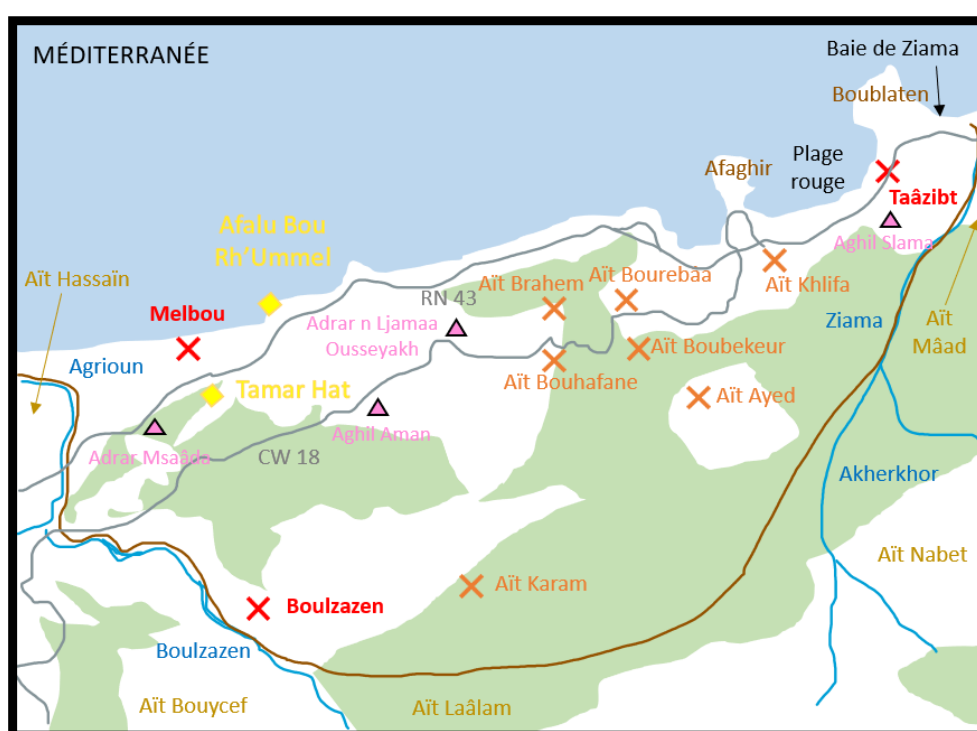 MÉDITERRANÉE
Baie de Ziama
Boublaten
Plage
rouge
Afaghir
Taâzibt
Afalu Bou
Rh'Ummel
Aghil Slama
Aït Hassaïn
Aït Brahem
Aït Bourebâa
Aït Khlifa
RN 43
Melbou
Adrar n Ljamaa
Ousseyakh
Ziama
Aït
Mâad
Agrioun
Aït Boubekeur
Aït Bouhafane
Tamar Hat
Aït Ayed
Aghil Aman
Adrar Msaâda
CW 18
Akherkhor
Aït Nabet
Aït Karam
Boulzazen
Boulzazen
Aït Bouycef
Aït Laâlam